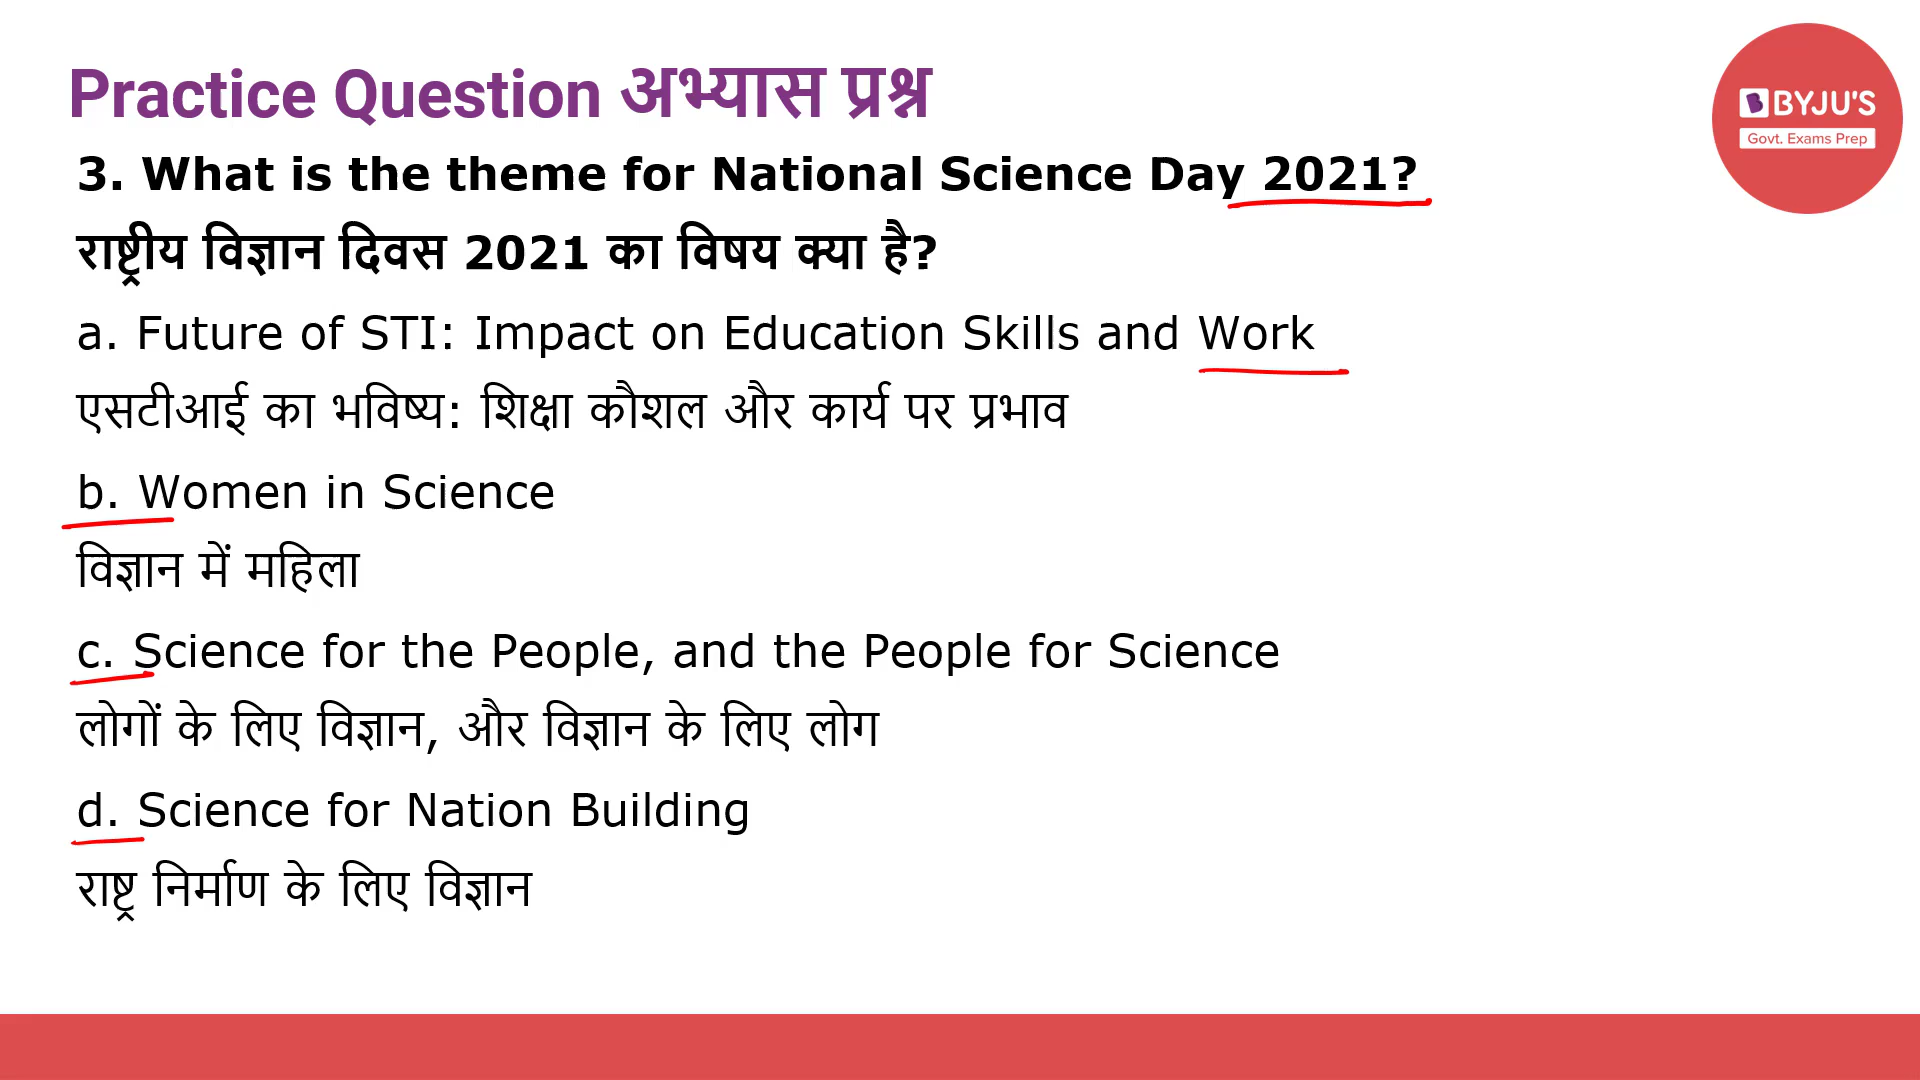 Practice Question अभ्यास प्रश्न
BYJU'S
Govt. Exams Prep
3. What is the theme for National Science Day 2021?
राष्ट्रीय विज्ञान दिवस 2021 का विषय क्या है?
a. Future of STI: Impact on Education Skills and Work
एसटीआई का भविष्य: शिक्षा कौशल और कार्य पर प्रभाव
b. Women in Science
विज्ञान में महिला
c. Science for the People, and the People for Science
लोगों के लिए विज्ञान, और विज्ञान के लिए लोग
d. Science for Nation Building
राष्ट्र निर्माण के लिए विज्ञान